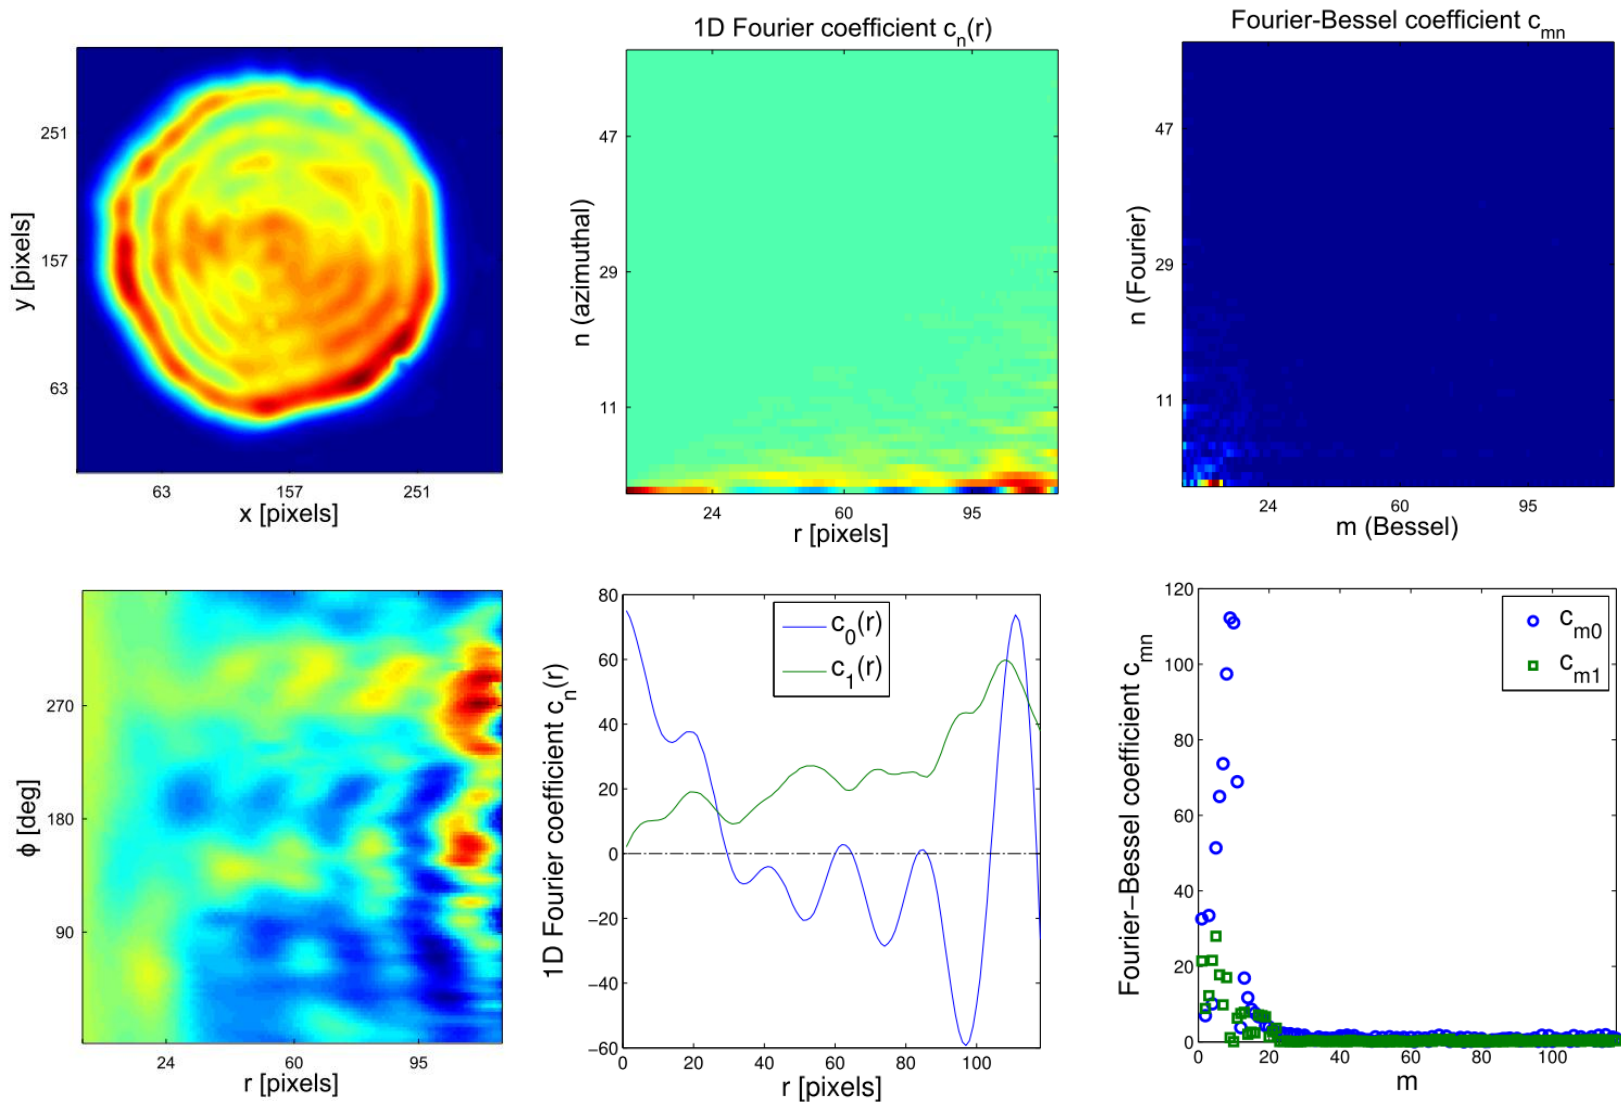 1D Fourier coefficient c_n(r)
Fourier-Bessel coefficient c_mn
251
157
63
y [pixels]
63
157
251
x [pixels]
47
29
11
n (azimuthal)
24
60
95
r [pixels]
47
29
11
n (Fourier)
24
60
95
m (Bessel)
270
180
90
ϕ [deg]
24
60
95
r [pixels]
80
60
40
20
0
−20
−40
−60
1D Fourier coefficient c_n(r)
c_0(r)
c_1(r)
0
20
40
60
80
100
r [pixels]
120
100
80
60
40
20
0
Fourier−Bessel coefficient c_mn
c_m0
c_m1
0
20
40
60
80
100
m